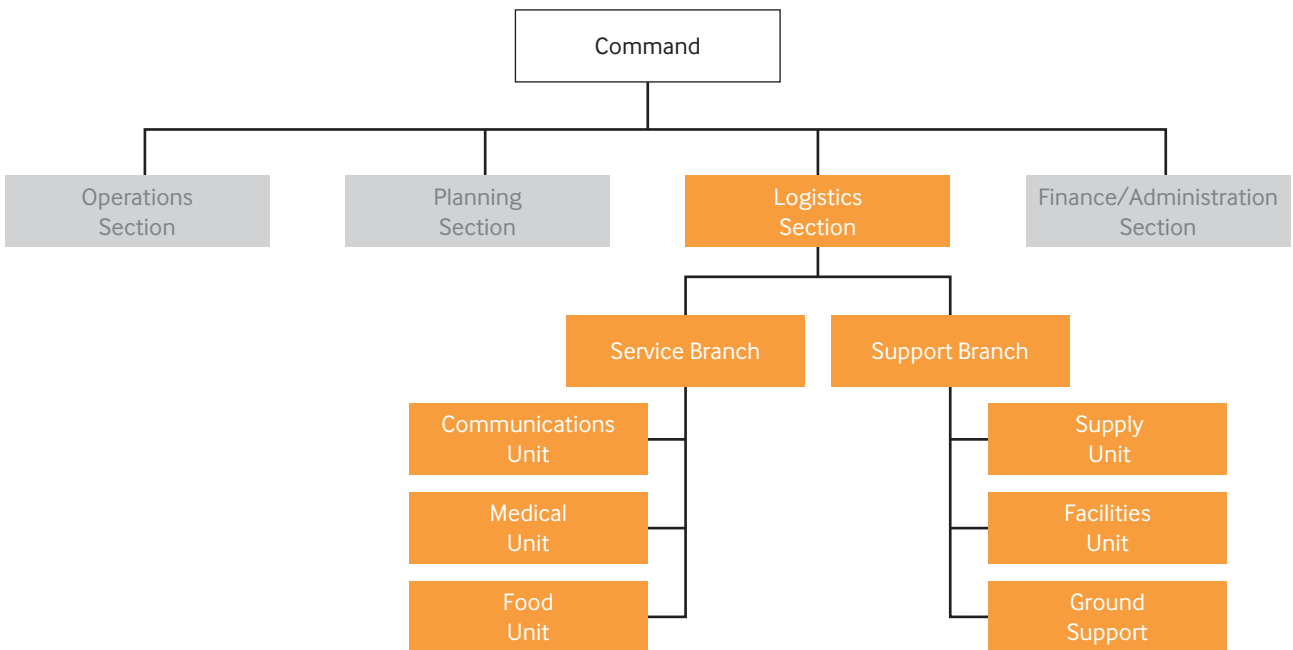 Command
Operations
Section
Planning
Section
Logistics
Section
Finance/Administration
Section
Service Branch
Support Branch
Communications
Unit
Supply
Unit
Medical
Unit
Facilities
Unit
Food
Unit
Ground
Support